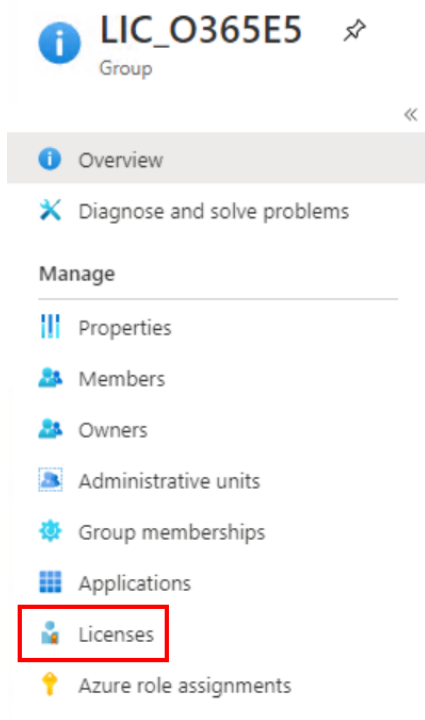 LIC_O365E5
Group
Overview
Diagnose and solve problems
Manage
Properties
Members
Owners
Administrative units
Group memberships
Applications
Licenses
Azure role assignments